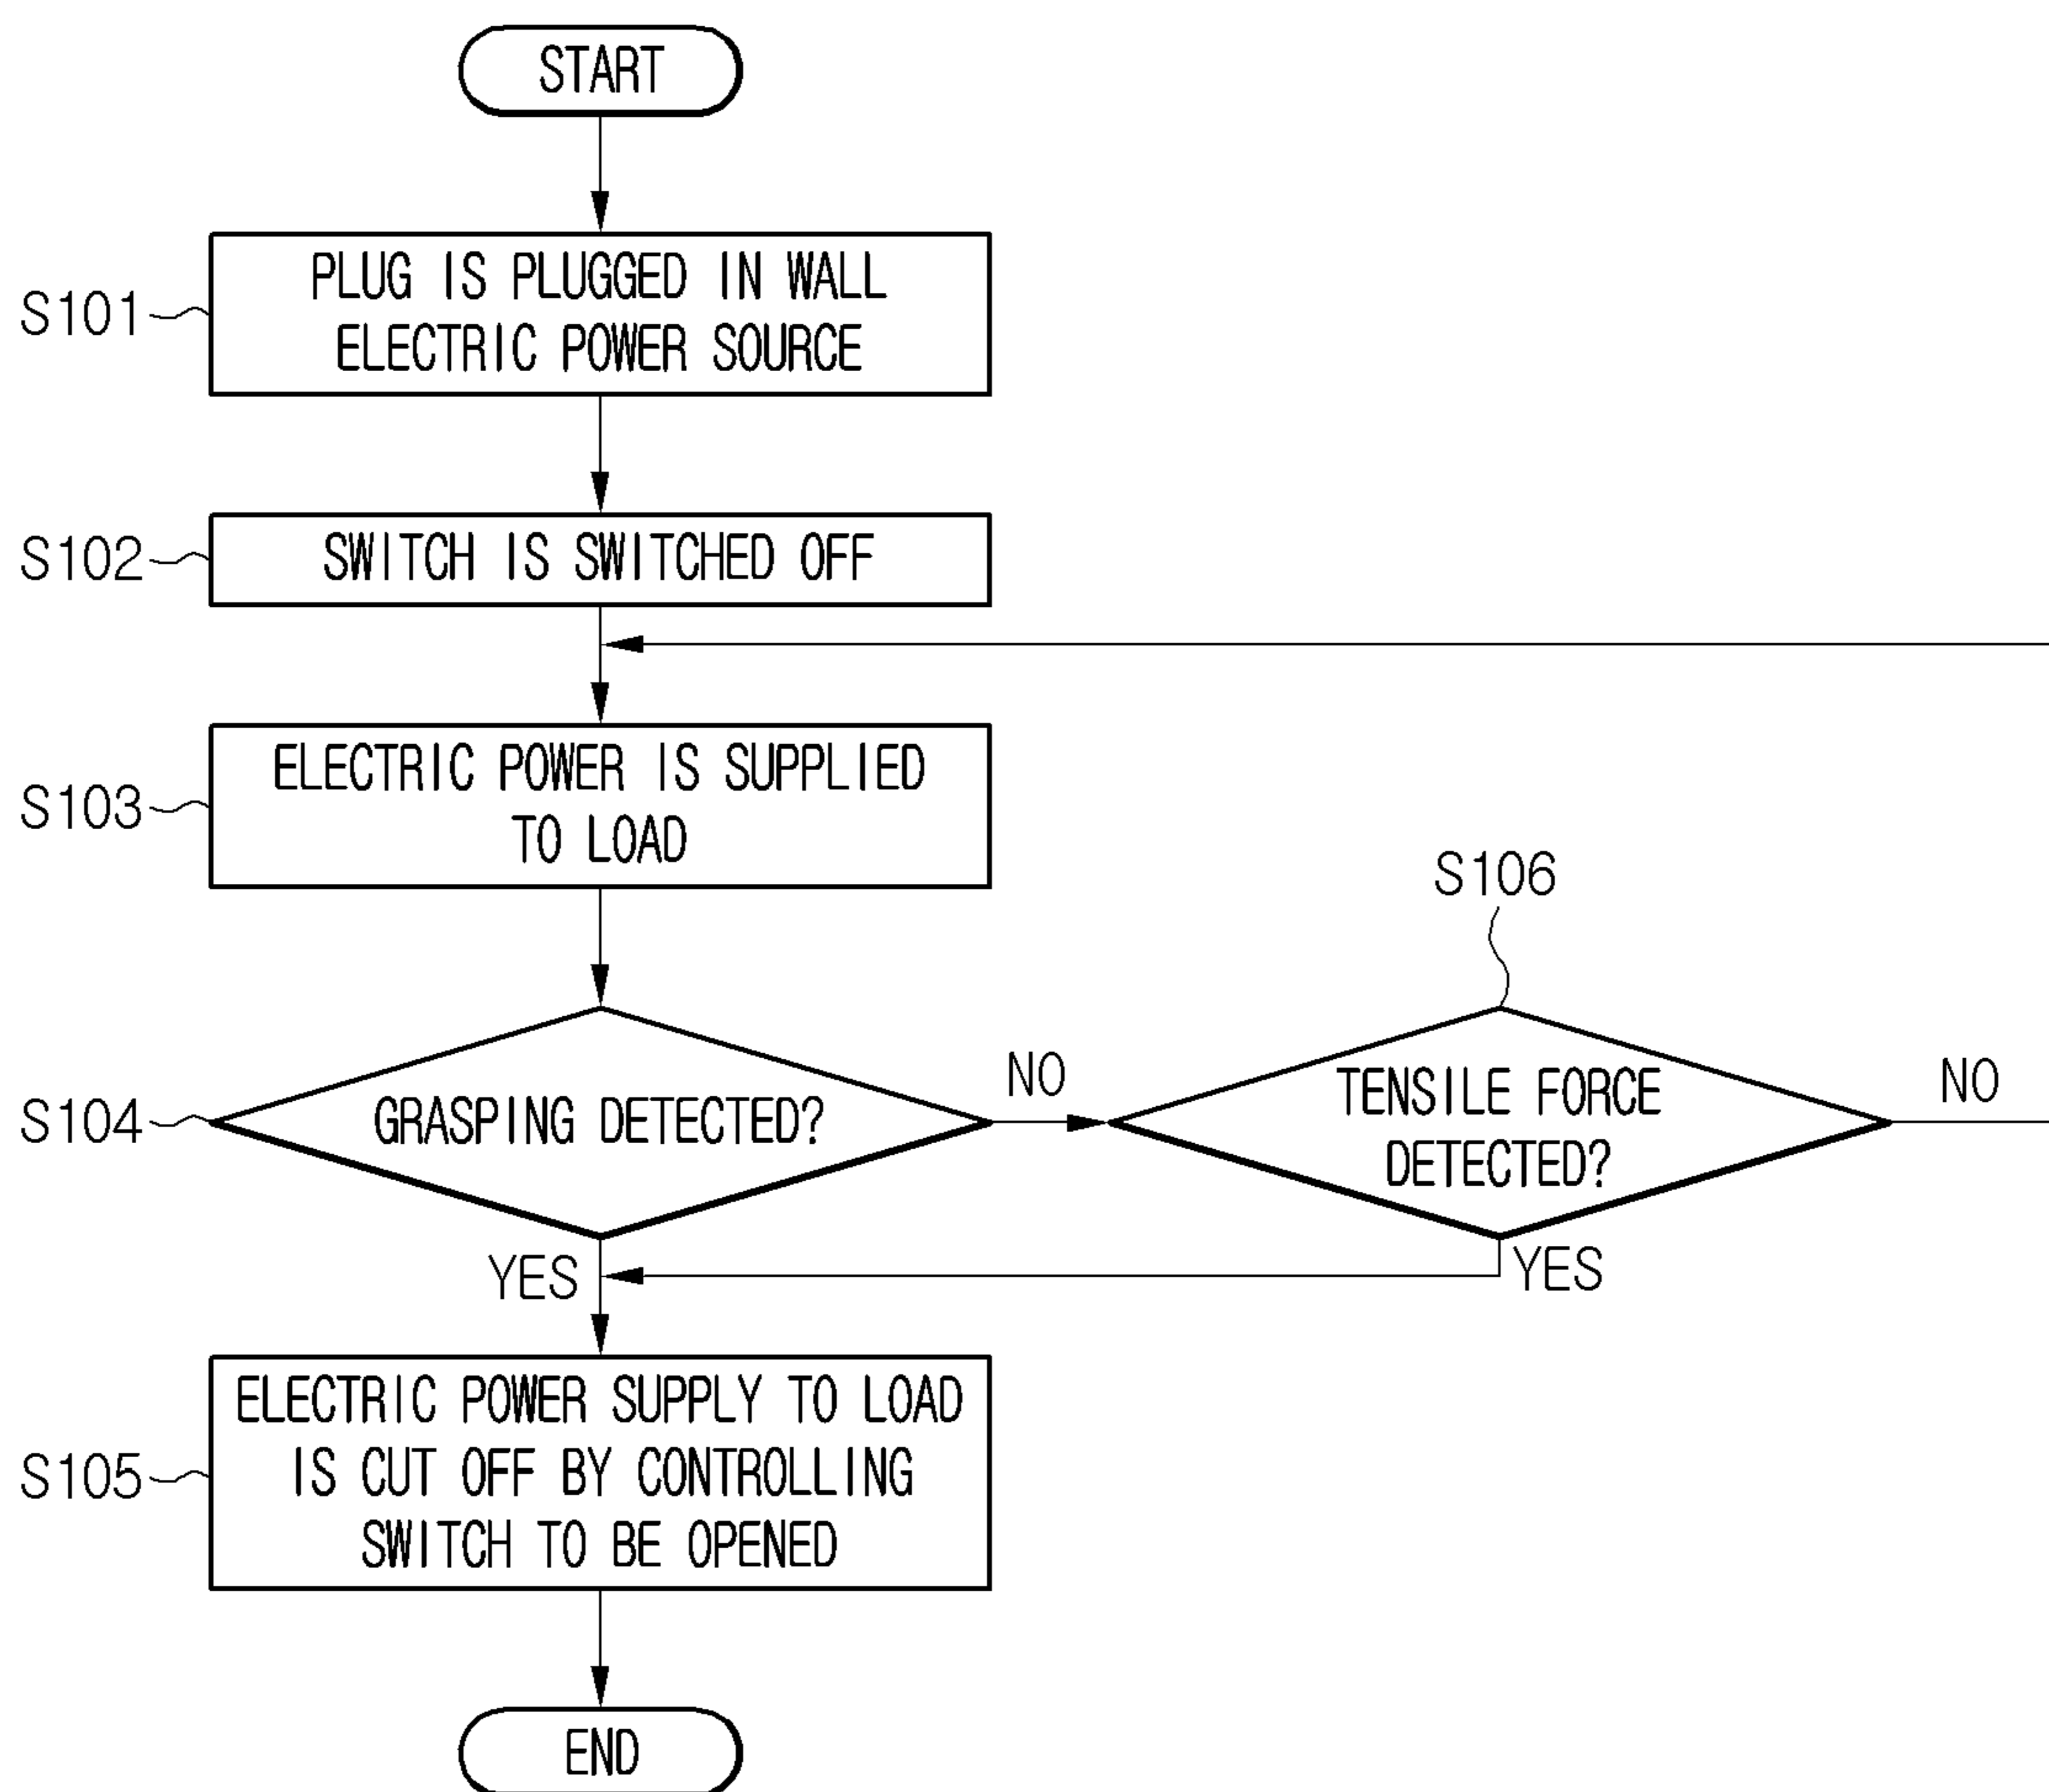 START
S101
PLUG IS PLUGGED IN WALL
ELECTRIC POWER SOURCE
S102
SWITCH IS SWITCHED OFF
S103
ELECTRIC POWER IS SUPPLIED
TO LOAD
S104
GRASPING DETECTED?
NO
S106
TENSILE FORCE
DETECTED?
NO
YES
YES
S105
ELECTRIC POWER SUPPLY TO LOAD
IS CUT OFF BY CONTROLLING
SWITCH TO BE OPENED
END